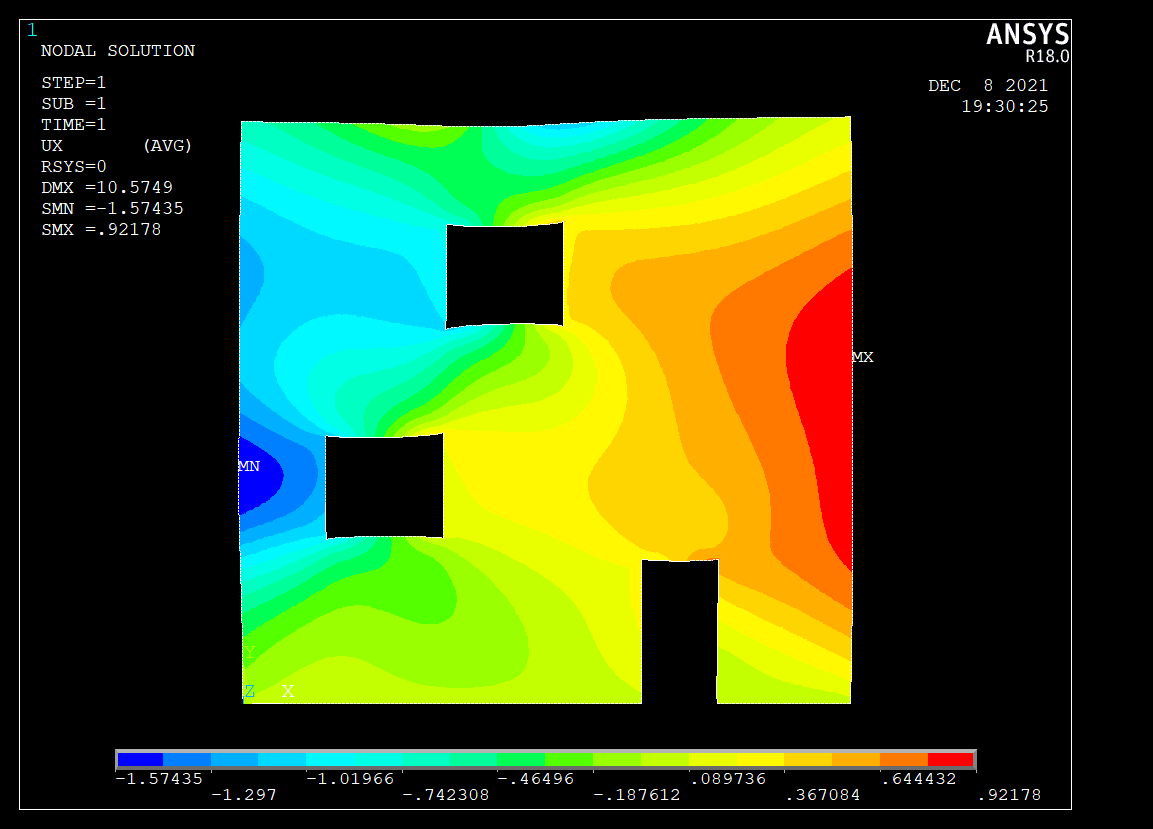 1
ANSYS
R18.0
NODAL SOLUTION
STEP=1
SUB =1
TIME=1
UX (AVG)
RSYS=0
DMX =10.5749
SMN =-1.57435
SMX =.92178
DEC 8 2021
19:30:25
MX
MN
Y
Z X
-1.57435 -1.01966 -.46496 .089736 .644432
-1.297 -.742308 -.187612 .367084 .92178